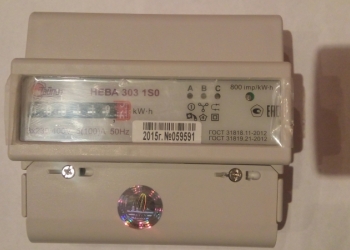 НЕВА 303 1S0
A B C
800 imp/kW·h
kW·h
50Hz
2015г. №059591
ГОСТ 31818.11-2012
ГОСТ 31819.21-2012